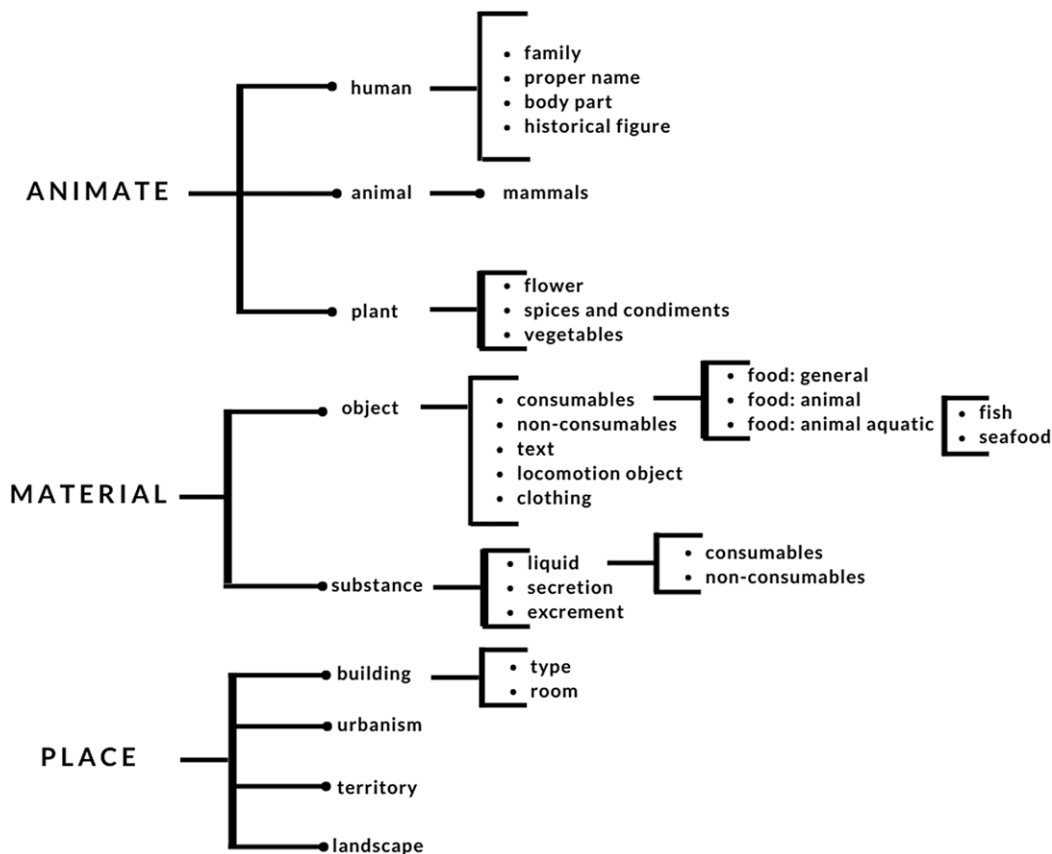 ANIMATE
human
family
proper name
body part
historical figure
animal
mammals
plant
flower
spices and condiments
vegetables
MATERIAL
object
consumables
non-consumables
text
locomotion object
clothing
food: general
food: animal
food: animal aquatic
fish
seafood
substance
liquid
secretion
excrement
consumables
non-consumables
PLACE
building
type
room
urbanism
territory
landscape